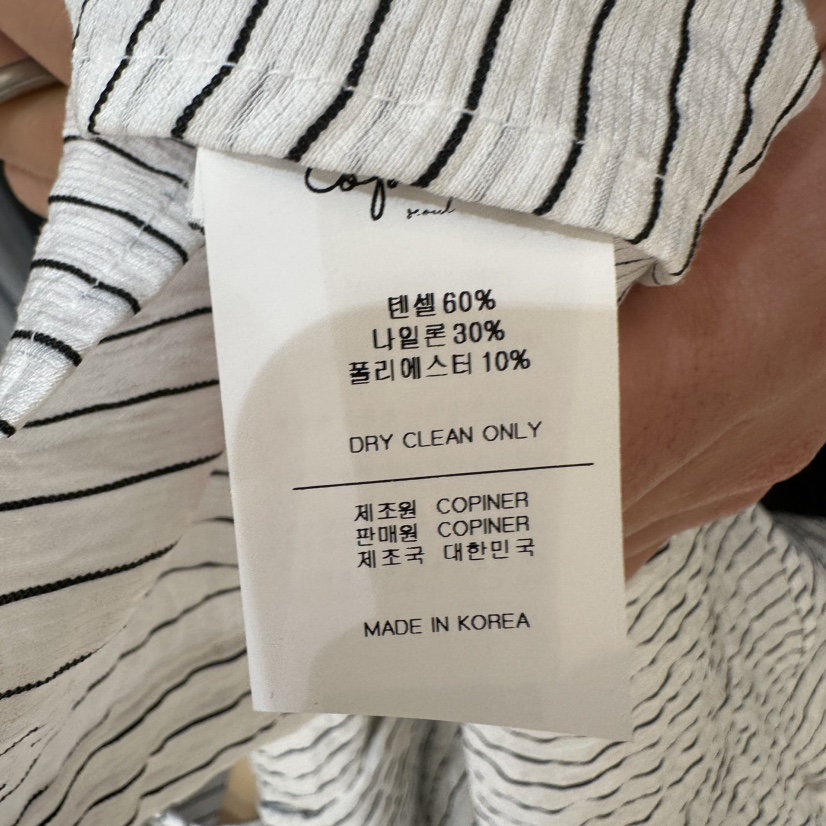 seoul
텐셀 60%
나일론 30%
폴리에스터 10%
DRY CLEAN ONLY
제조원 COPINER
판매원 COPINER
제조국 대한민국
MADE IN KOREA